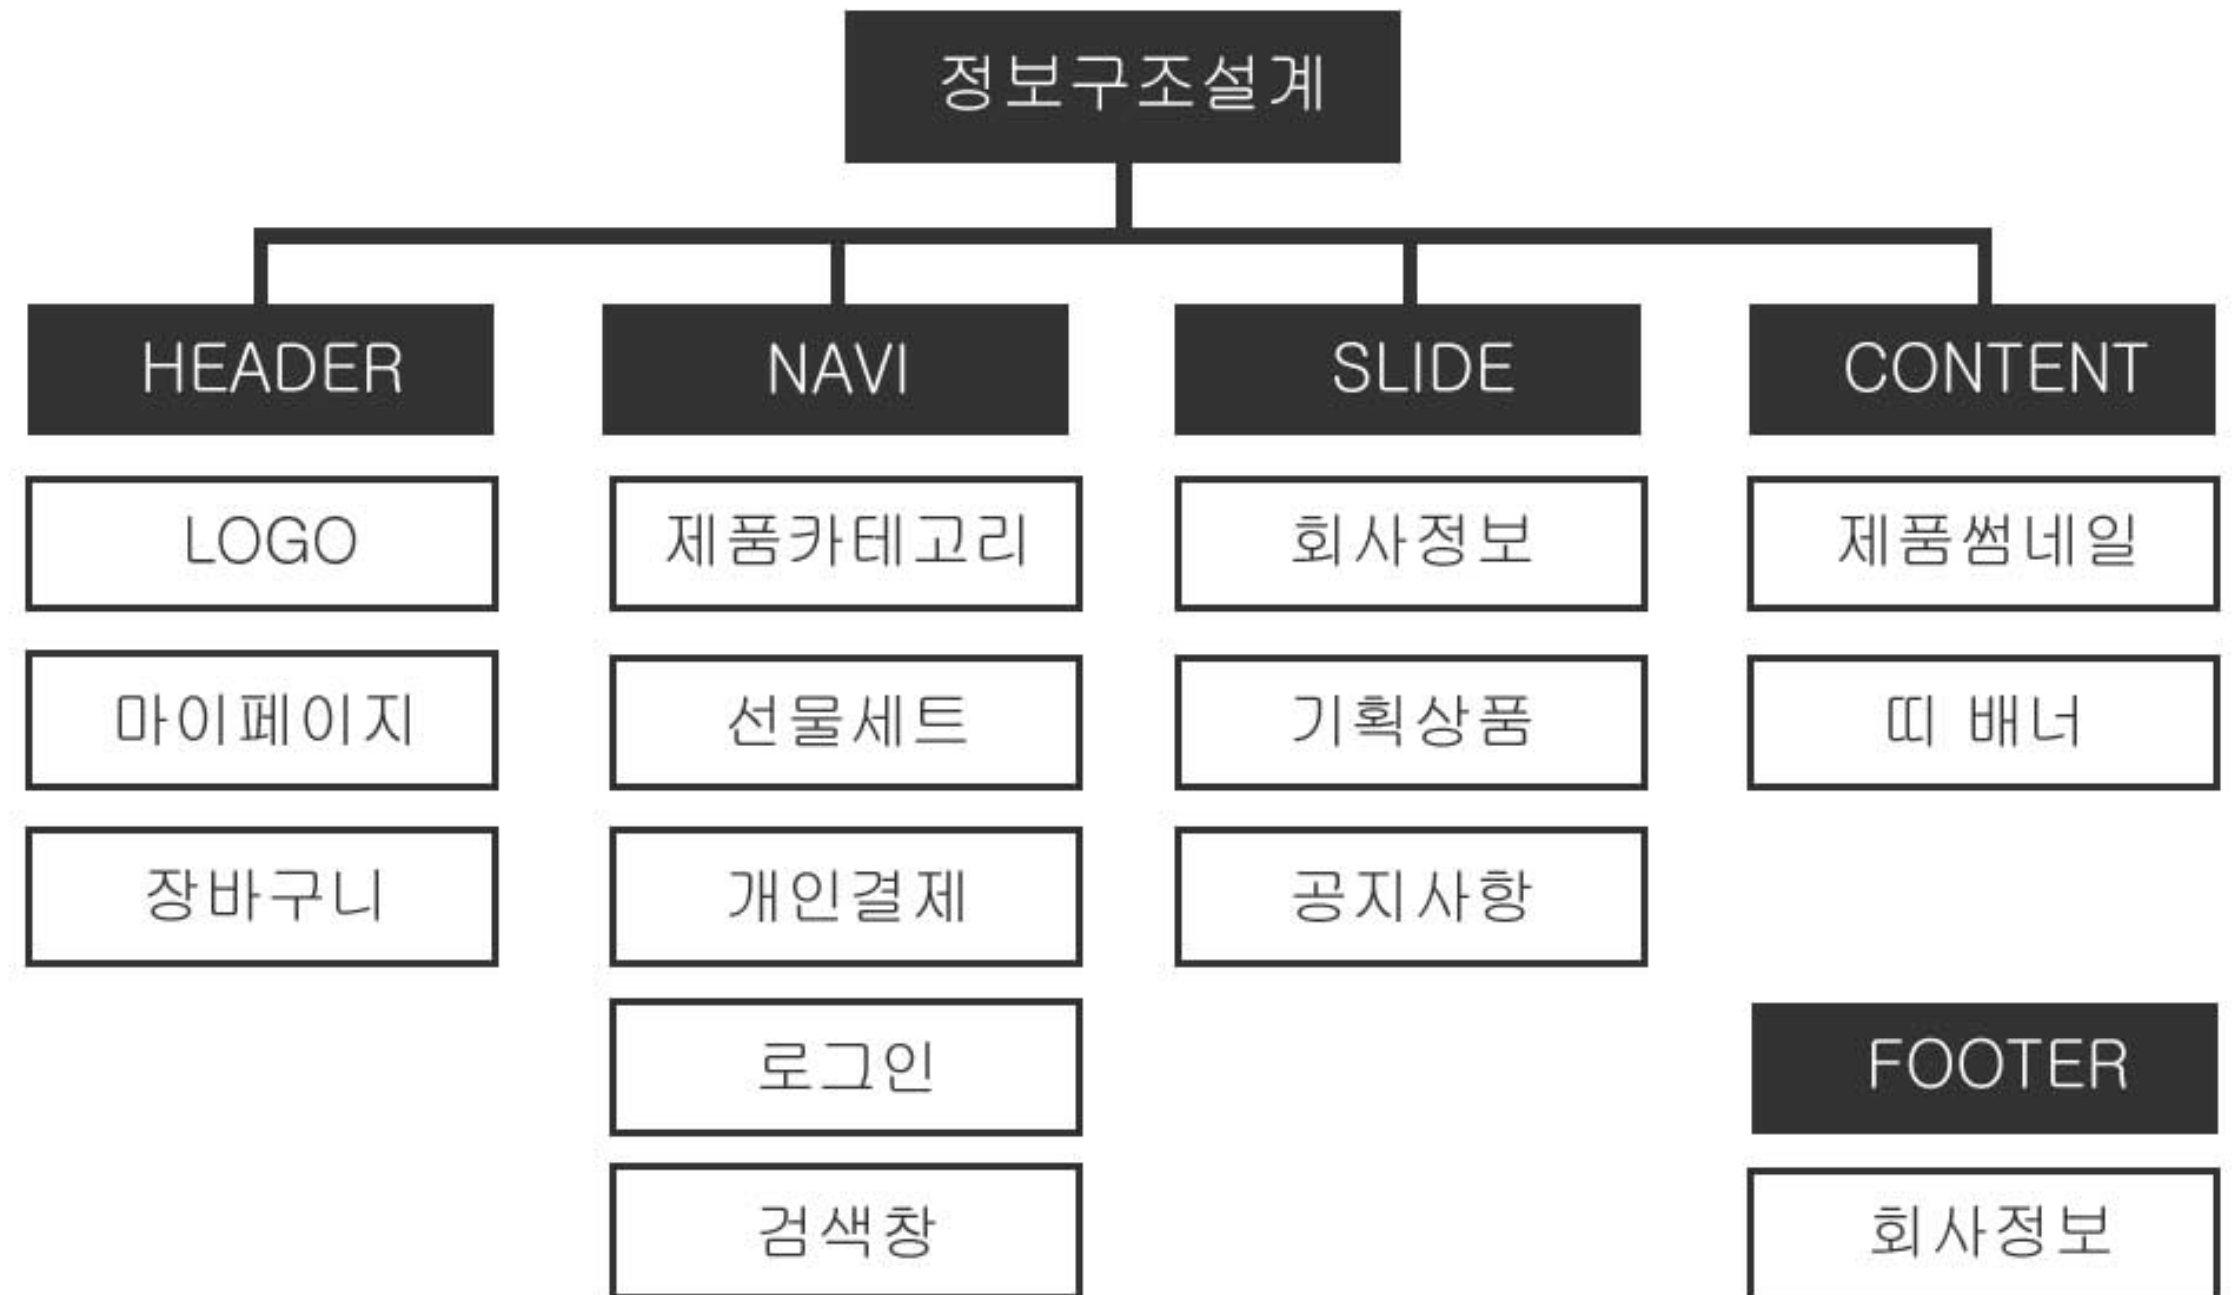 정보구조설계
HEADER
LOGO
마이페이지
장바구니
NAVI
제품카테고리
선물세트
개인결제
로그인
검색창
SLIDE
회사정보
기획상품
공지사항
CONTENT
제품썸네일
띠 배너
FOOTER
회사정보